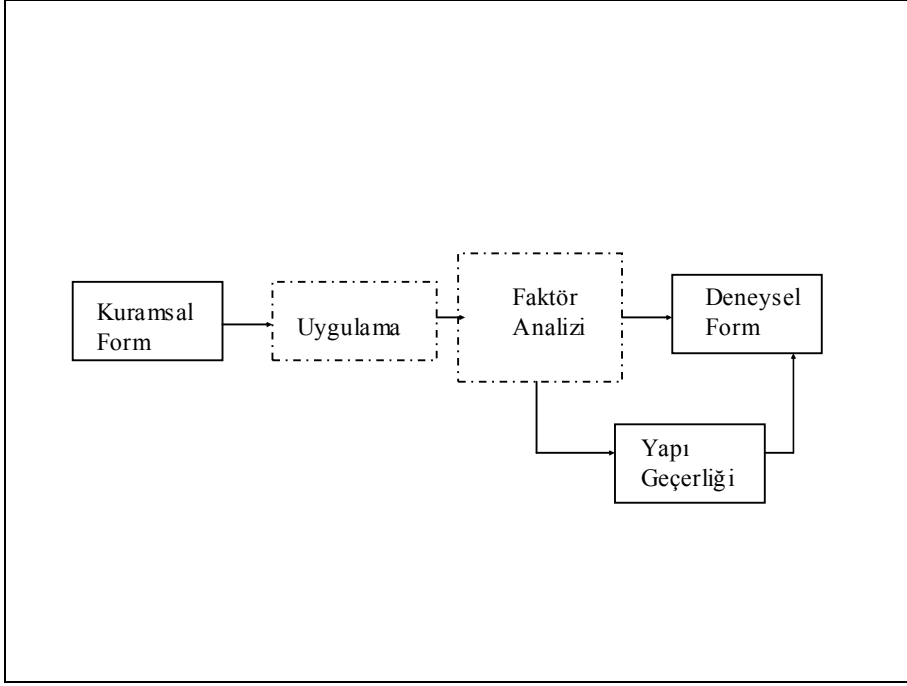 Kuramsal
Form
Uygulama
Faktör
Analizi
Deneysel
Form
Yapı
Geçerliği